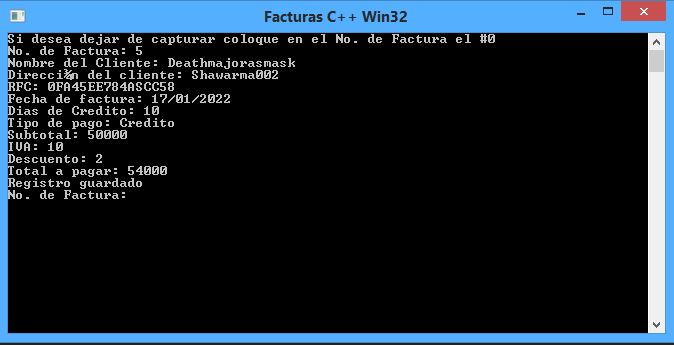 Facturas C++ Win32
Si desea dejar de capturar coloque en el No. de Factura el #0
No. de Factura: 5
Nombre del Cliente: Deathmajorasmask
Direcci¾n del cliente: Shawarma002
RFC: 0FA45EE784ASCC58
Fecha de factura: 17/01/2022
Dias de Credito: 10
Tipo de pago: Credito
Subtotal: 50000
IVA: 10
Descuento: 2
Total a pagar: 54000
Registro guardado
No. de Factura: